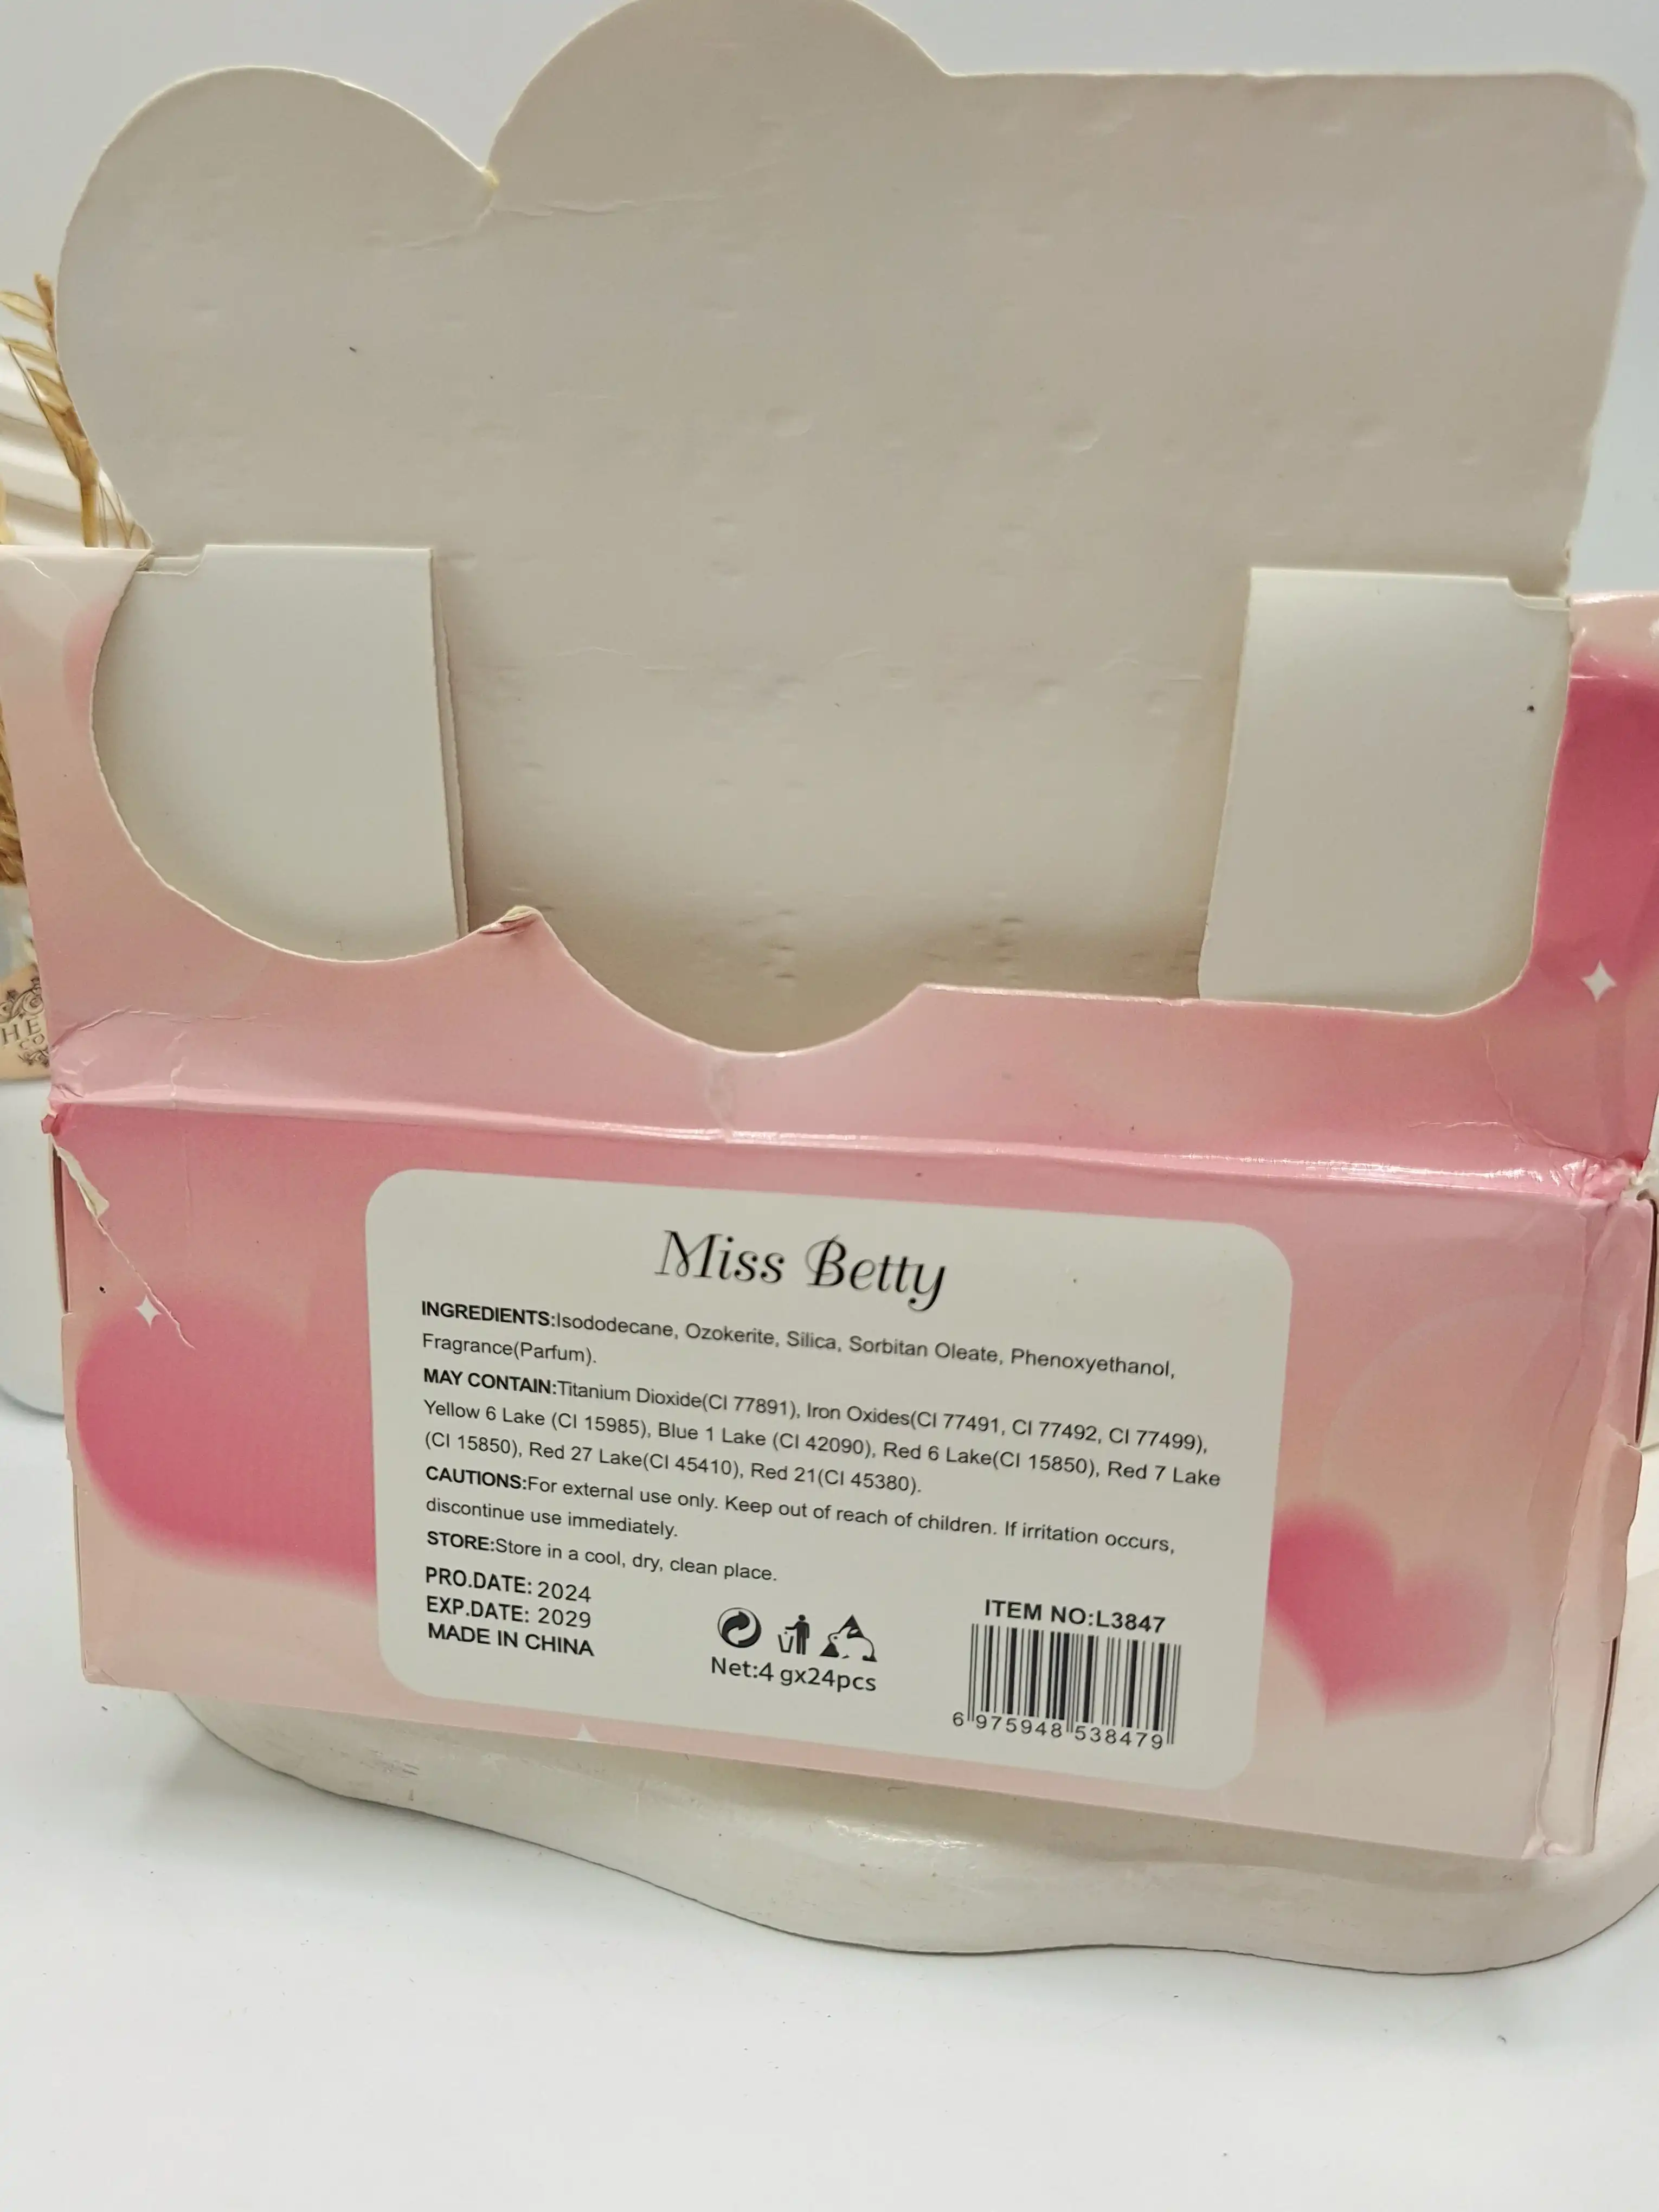 Miss Betty
INGREDIENTS:Isododecane, Ozokerite, Silica, Sorbitan Oleate, Phenoxyethanol,
Fragrance(Parfum).
MAY CONTAIN:Titanium Dioxide(CI 77891), Iron Oxides(CI 77491, CI 77492, CI 77499),
Yellow 6 Lake (CI 15985), Blue 1 Lake (CI 42090), Red 6 Lake(CI 15850), Red 7 Lake
(CI 15850), Red 27 Lake(CI 45410), Red 21(CI 45380).
CAUTIONS:For external use only. Keep out of reach of children. If irritation occurs,
discontinue use immediately.
STORE:Store in a cool, dry, clean place.
PRO.DATE: 2024
EXP.DATE: 2029
MADE IN CHINA
Net:4 gx24pcs
ITEM NO:L3847
6 975948 538479